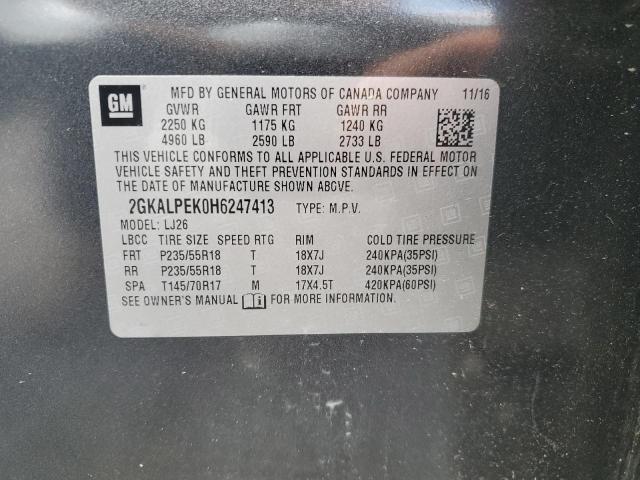 GM
MFD BY GENERAL MOTORS OF CANADA COMPANY 11/16
GVWR GAWR FRT GAWR RR
2250 KG 1175 KG 1240 KG
4960 LB 2590 LB 2733 LB
THIS VEHICLE CONFORMS TO ALL APPLICABLE U.S. FEDERAL MOTOR
VEHICLE SAFETY AND THEFT PREVENTION STANDARDS IN EFFECT ON
THE DATE OF MANUFACTURE SHOWN ABOVE.
2GKALPEK0H6247413 TYPE: M.P.V.
MODEL: LJ26
LBCC TIRE SIZE SPEED RTG RIM COLD TIRE PRESSURE
FRT P235/55R18 T 18X7J 240KPA(35PSI)
RR P235/55R18 T 18X7J 240KPA(35PSI)
SPA T145/70R17 M 17X4.5T 420KPA(60PSI)
SEE OWNER'S MANUAL FOR MORE INFORMATION.